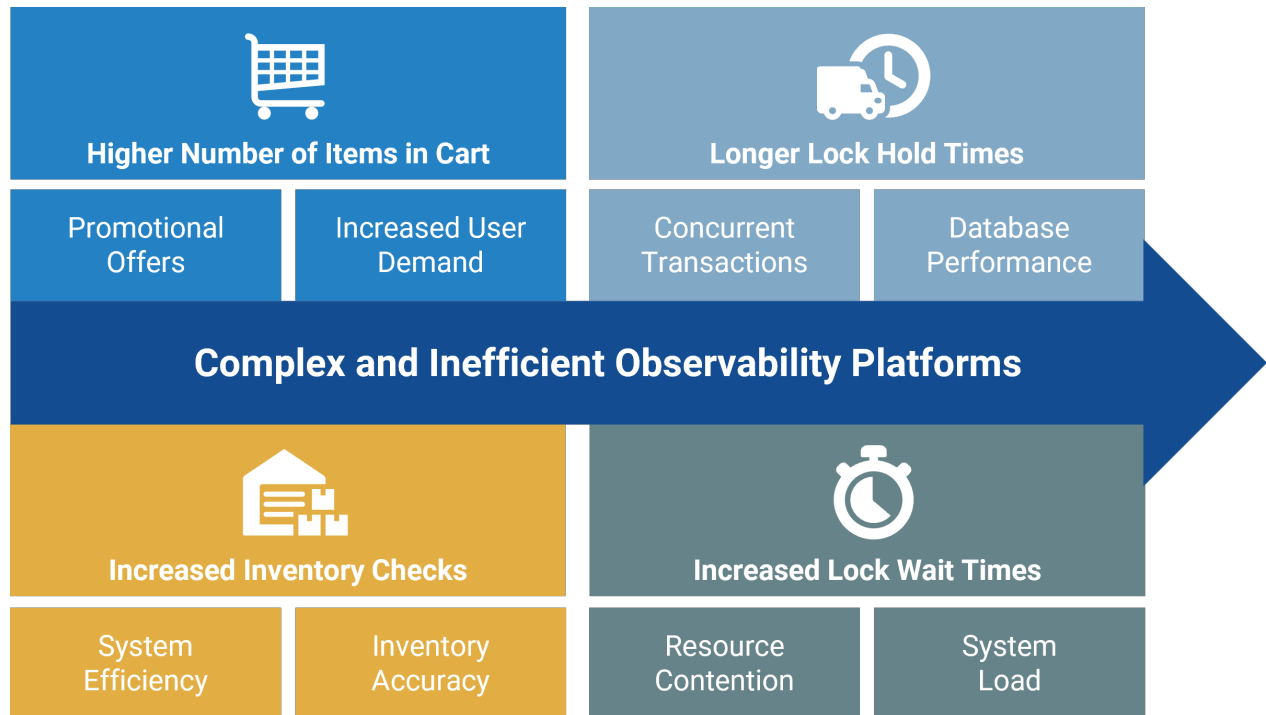 Higher Number of Items in Cart
Longer Lock Hold Times
Promotional
Offers
Increased User
Demand
Concurrent
Transactions
Database
Performance
Complex and Inefficient Observability Platforms
Increased Inventory Checks
Increased Lock Wait Times
System
Efficiency
Inventory
Accuracy
Resource
Contention
System
Load